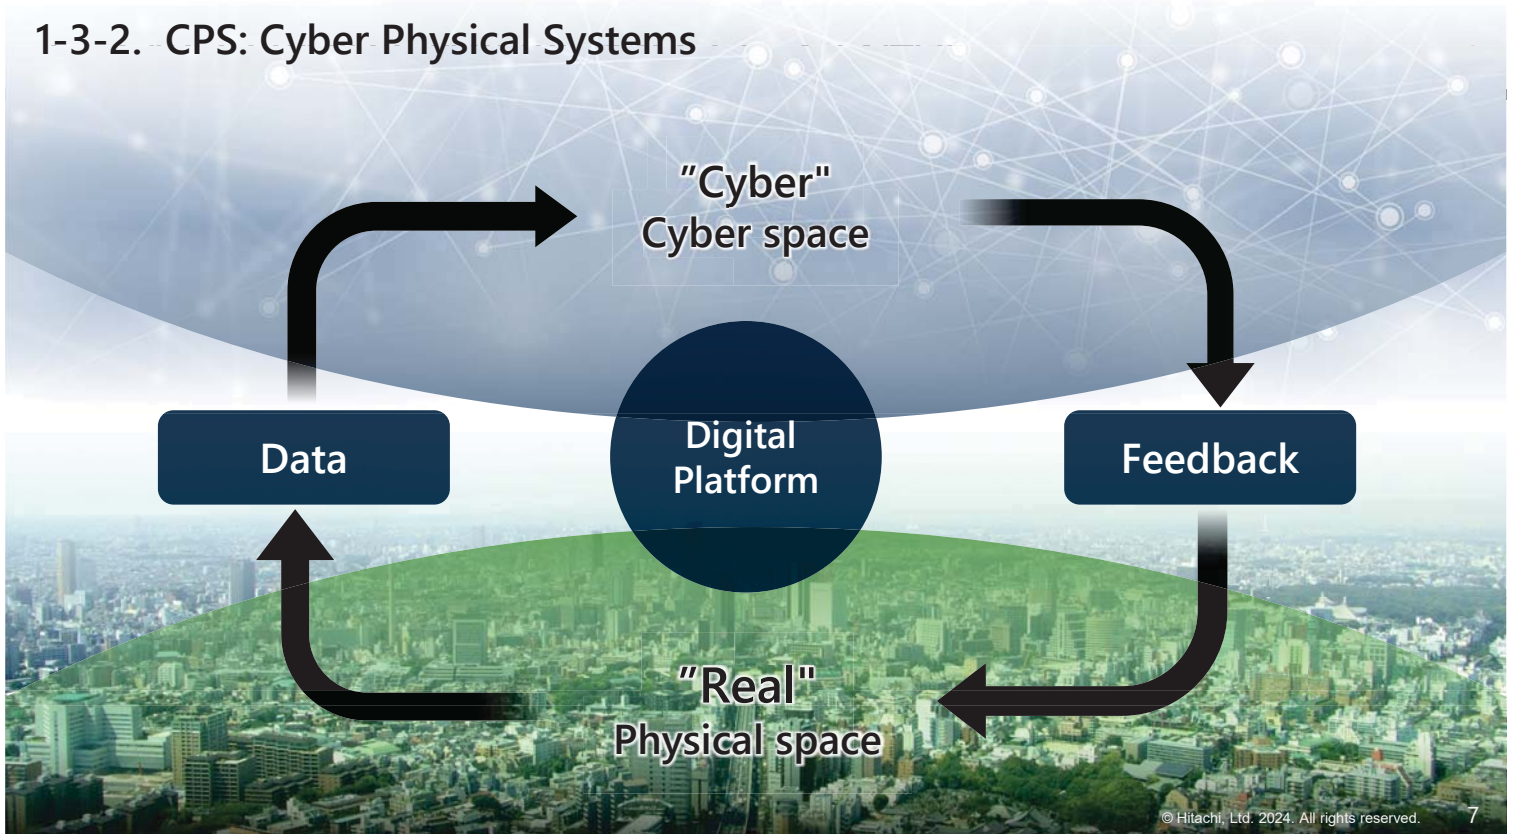 1-3-2. CPS: Cyber Physical Systems
″Cyber"
Cyber space
Data
Digital
Platform
Feedback
″Real"
Physical space
© Hitachi, Ltd. 2024. All rights reserved.
7